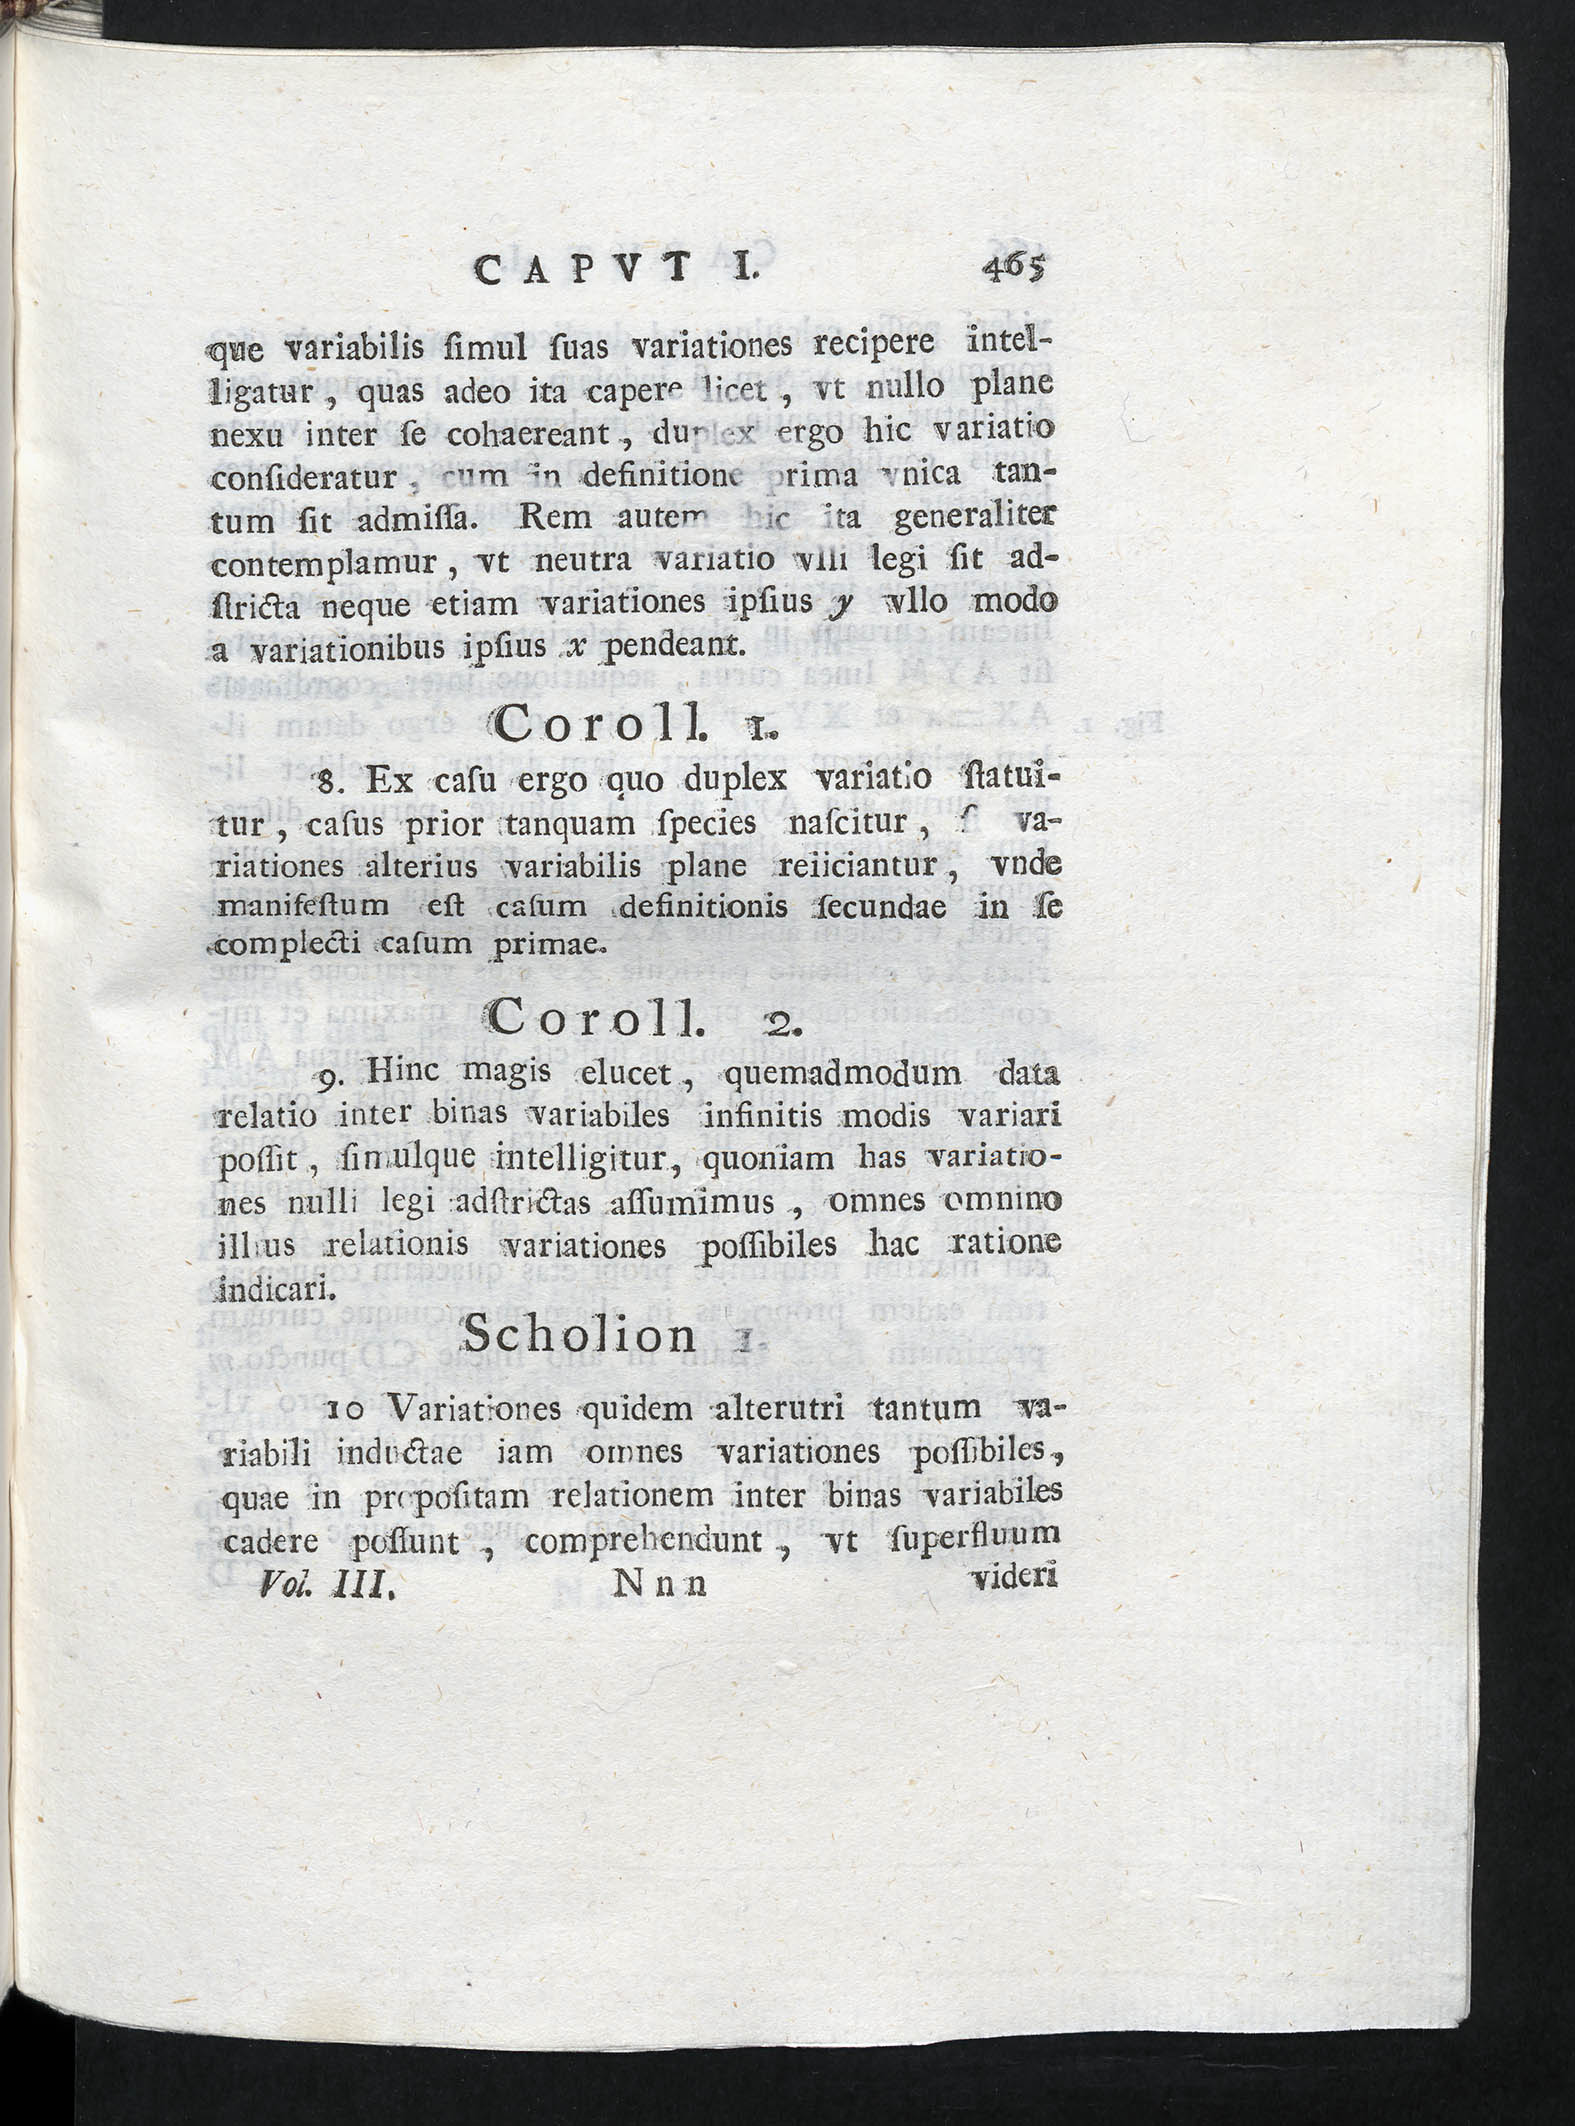 CAPVT I. 465
que variabilis ſimul ſuas variationes recipere intel-
ligatur, quas adeo ita capere licet, vt nullo plane
nexu inter ſe cohaereant, duplex ergo hic variatio
conſideratur, cum in definitione prima vnica tan-
tum ſit admiſſa. Rem autem hic ita generaliter
contemplamur, vt neutra variatio vlli legi ſit ad-
ſtricta neque etiam variationes ipſius y vllo modo
a variationibus ipſius x pendeant.
Coroll. 1.
8. Ex caſu ergo quo duplex variatio ſtatui-
tur, caſus prior tanquam ſpecies naſcitur, va-
riationes alterius variabilis plane reiiciantur, vnde
manifeſtum eſt caſum definitionis ſecundae in ſe
complecti caſum primae.
Coroll. 2.
9. Hinc magis elucet, quemadmodum data
relatio inter binas variabiles infinitis modis variari
poſſit, ſimulque intelligitur, quoniam has variatio-
nes nulli legi adſtrictas aſſumimus, omnes omnino
illius relationis variationes poſſibiles hac ratione
indicari.
Scholion 1.
10 Variationes quidem alterutri tantum va-
riabili inductae iam omnes variationes poſſibiles,
quae in propoſitam relationem inter binas variabiles
cadere poſſunt, comprehendunt, vt ſuperfluum
Vol. III. Nnn videri